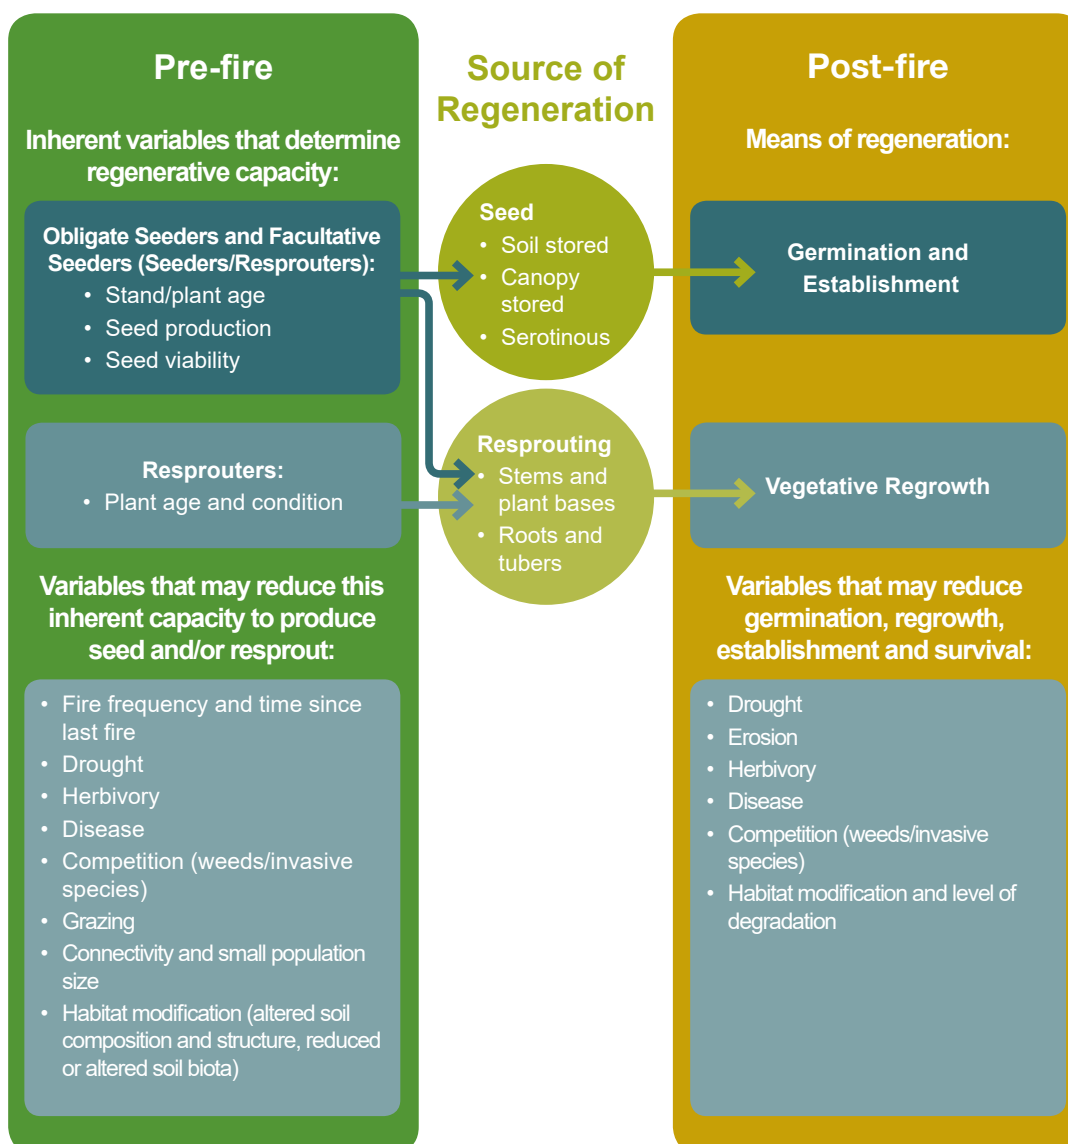 Pre-fire
Inherent variables that determine
regenerative capacity:
Obligate Seeders and Facultative
Seeders (Seeders/Resprouters):
• Stand/plant age
• Seed production
• Seed viability
Resprouters:
• Plant age and condition
Variables that may reduce this
inherent capacity to produce
seed and/or resprout:
• Fire frequency and time since
last fire
• Drought
• Herbivory
• Disease
• Competition (weeds/invasive
species)
• Grazing
• Connectivity and small population
size
• Habitat modification (altered soil
composition and structure, reduced
or altered soil biota)
Source of
Regeneration
Seed
• Soil stored
• Canopy
stored
• Serotinous
Resprouting
• Stems and
plant bases
• Roots and
tubers
Post-fire
Means of regeneration:
Germination and
Establishment
Vegetative Regrowth
Variables that may reduce
germination, regrowth,
establishment and survival:
• Drought
• Erosion
• Herbivory
• Disease
• Competition (weeds/invasive
species)
• Habitat modification and level of
degradation